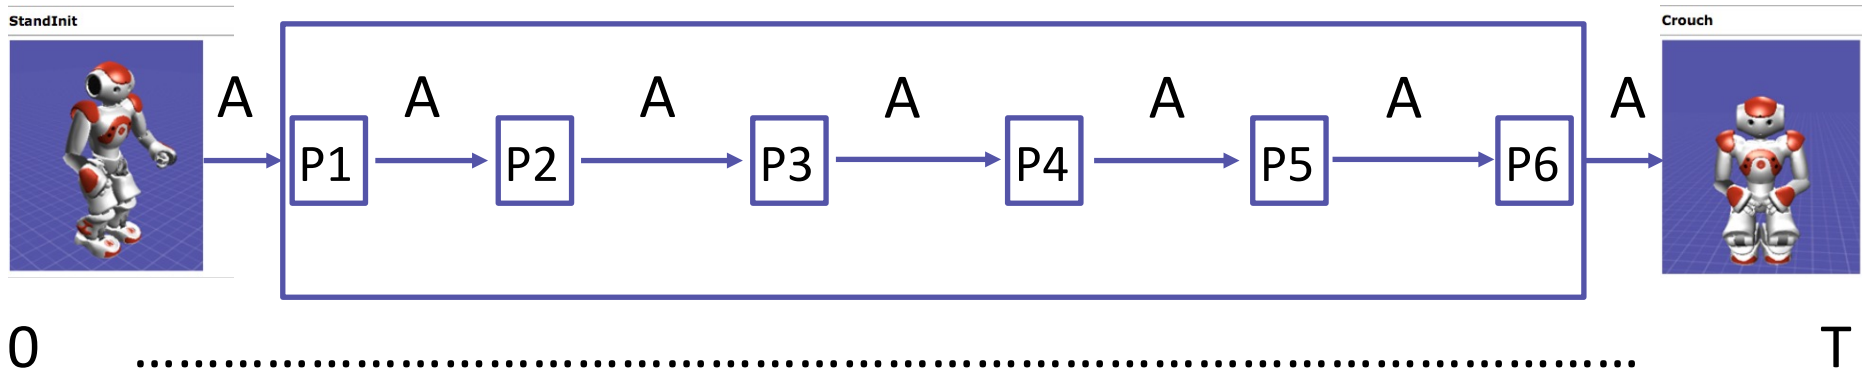 StandInit
Crouch
A A A A A A A
P1 P2 P3 P4 P5 P6
0 T